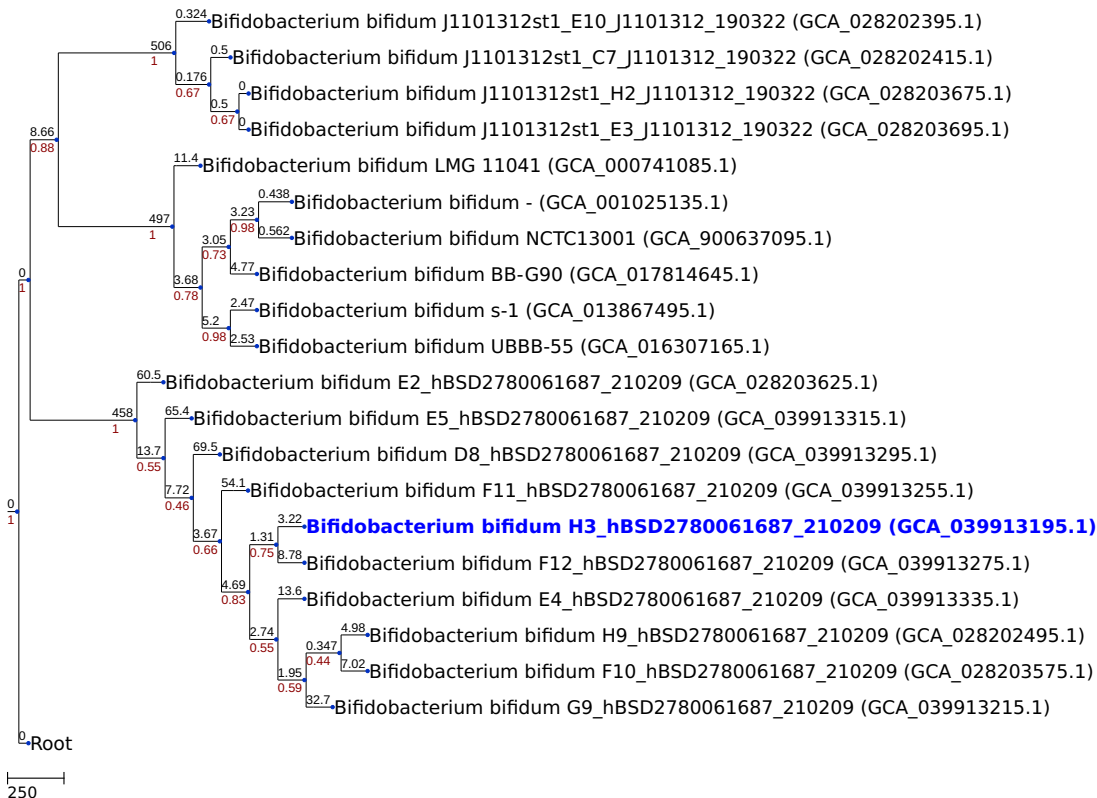 0.324
Bifidobacterium bifidum J1101312st1_E10_J1101312_190322 (GCA_028202395.1)
506
1
0.5
Bifidobacterium bifidum J1101312st1_C7_J1101312_190322 (GCA_028202415.1)
0.176
0.67
0
Bifidobacterium bifidum J1101312st1_H2_J1101312_190322 (GCA_028203675.1)
0.5
0.67
0
Bifidobacterium bifidum J1101312st1_E3_J1101312_190322 (GCA_028203695.1)
8.66
0.88
11.4
Bifidobacterium bifidum LMG 11041 (GCA_000741085.1)
497
1
0.438
Bifidobacterium bifidum - (GCA_001025135.1)
3.23
0.98
0.562
Bifidobacterium bifidum NCTC13001 (GCA_900637095.1)
3.05
0.73
4.77
Bifidobacterium bifidum BB-G90 (GCA_017814645.1)
3.68
0.78
2.47
Bifidobacterium bifidum s-1 (GCA_013867495.1)
5.2
0.98
2.53
Bifidobacterium bifidum UBBB-55 (GCA_016307165.1)
0
1
60.5
Bifidobacterium bifidum E2_hBSD2780061687_210209 (GCA_028203625.1)
458
1
65.4
Bifidobacterium bifidum E5_hBSD2780061687_210209 (GCA_039913315.1)
13.7
0.55
69.5
Bifidobacterium bifidum D8_hBSD2780061687_210209 (GCA_039913295.1)
7.72
0.46
54.1
Bifidobacterium bifidum F11_hBSD2780061687_210209 (GCA_039913255.1)
3.67
0.66
3.22
Bifidobacterium bifidum H3_hBSD2780061687_210209 (GCA_039913195.1)
1.31
0.75
8.78
Bifidobacterium bifidum F12_hBSD2780061687_210209 (GCA_039913275.1)
4.69
0.83
13.6
Bifidobacterium bifidum E4_hBSD2780061687_210209 (GCA_039913335.1)
2.74
0.55
4.98
Bifidobacterium bifidum H9_hBSD2780061687_210209 (GCA_028202495.1)
0.347
0.44
7.02
Bifidobacterium bifidum F10_hBSD2780061687_210209 (GCA_028203575.1)
1.95
0.59
32.7
Bifidobacterium bifidum G9_hBSD2780061687_210209 (GCA_039913215.1)
0
1
0
Root
250